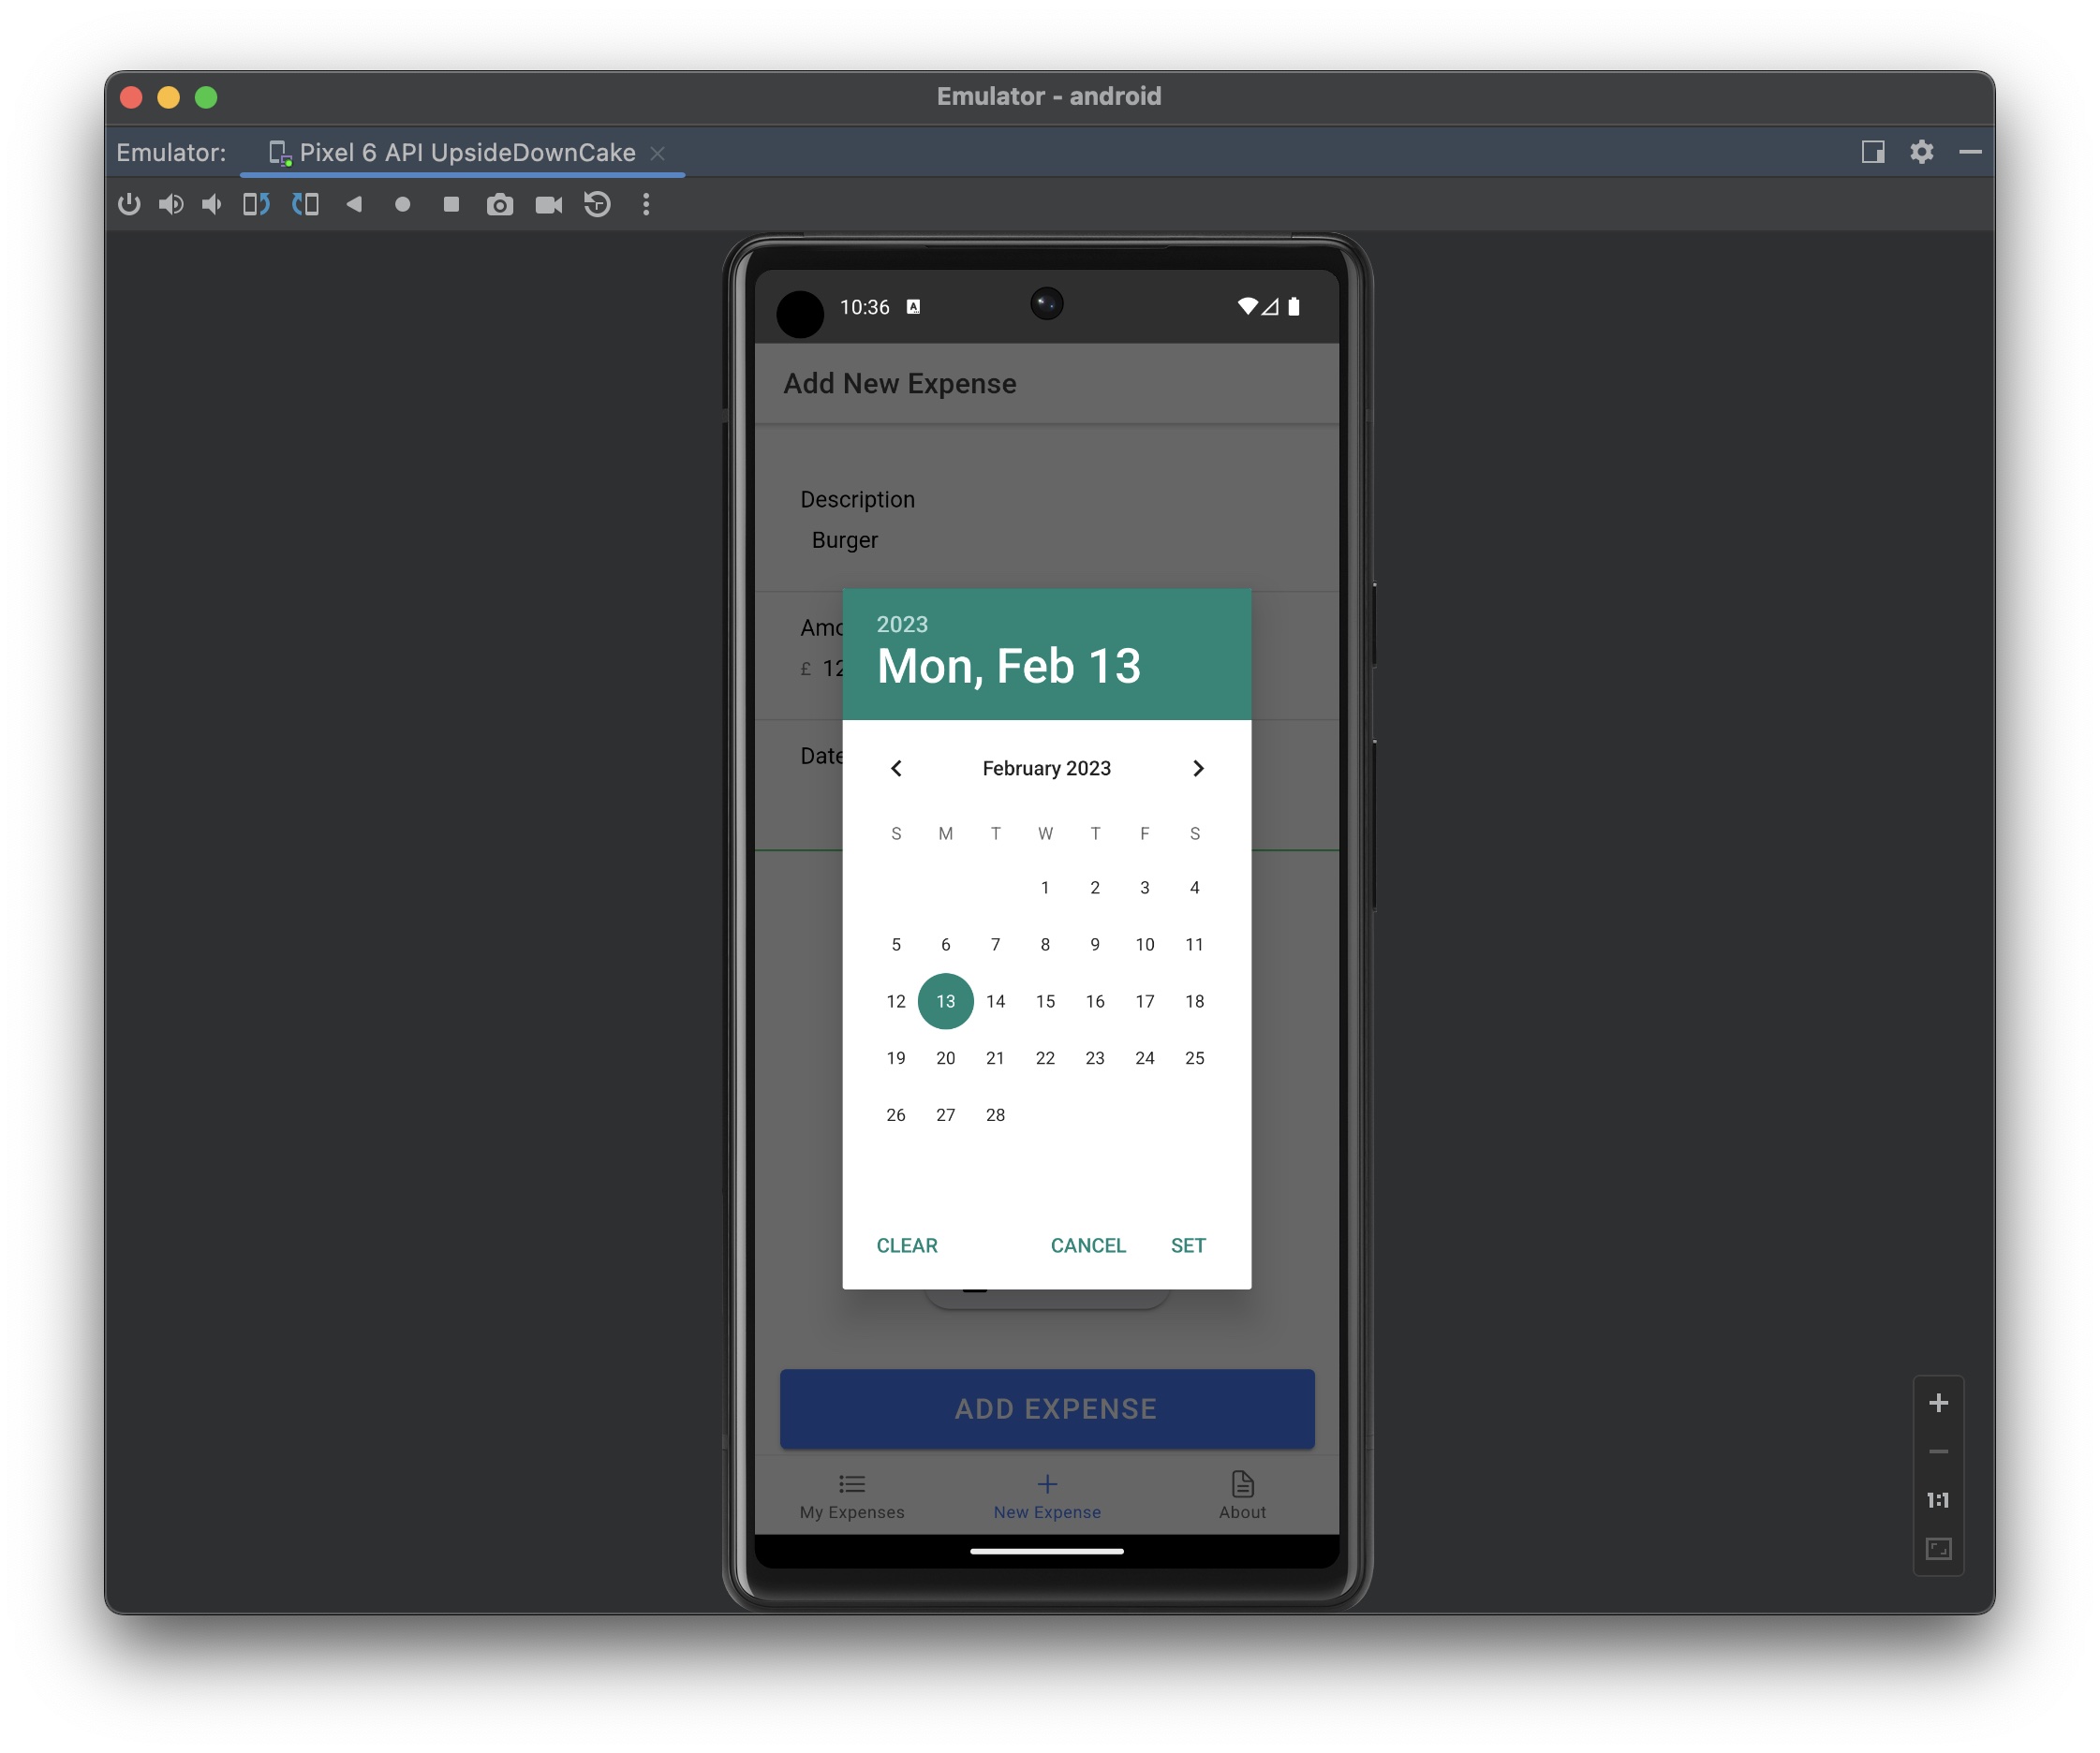 Emulator - android
Emulator: Pixel 6 API UpsideDownCake
10:36
Add New Expense
Description
Burger
£ 12
Date
2023
Mon, Feb 13
February 2023
S M T W T F S
1 2 3 4
5 6 7 8 9 10 11
12 13 14 15 16 17 18
19 20 21 22 23 24 25
26 27 28
CLEAR CANCEL SET
ADD EXPENSE
My Expenses New Expense About
1:1